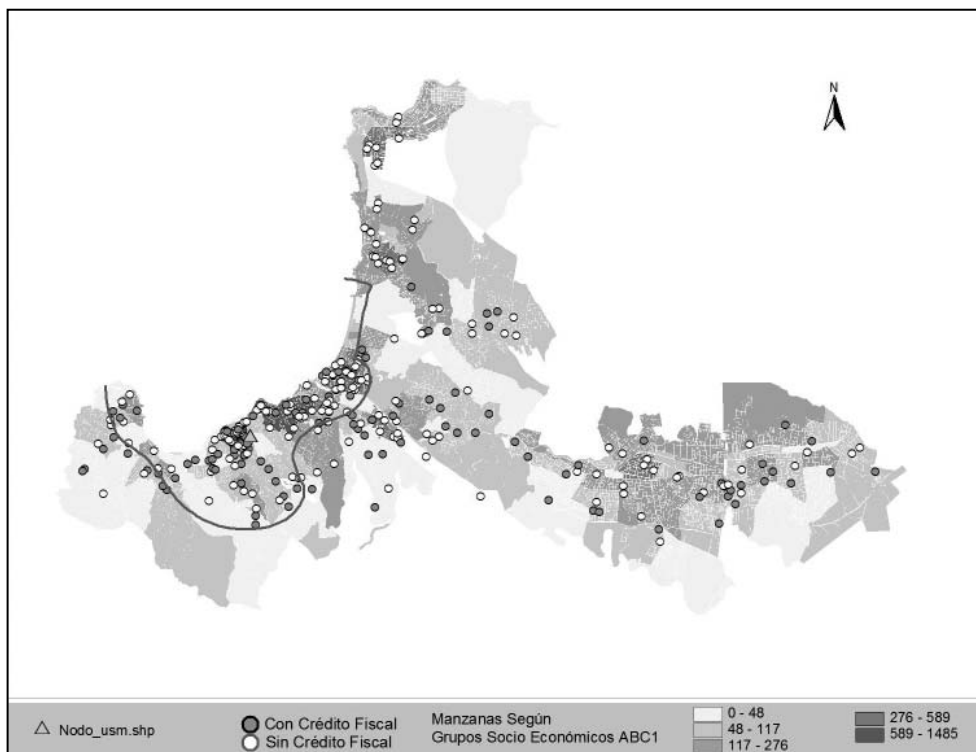 N
Nodo_usm.shp
Con Crédito Fiscal
Sin Crédito Fiscal
Manzanas Según
Grupos Socio Económicos ABC1
0 - 48
48 - 117
117 - 276
276 - 589
589 - 1485